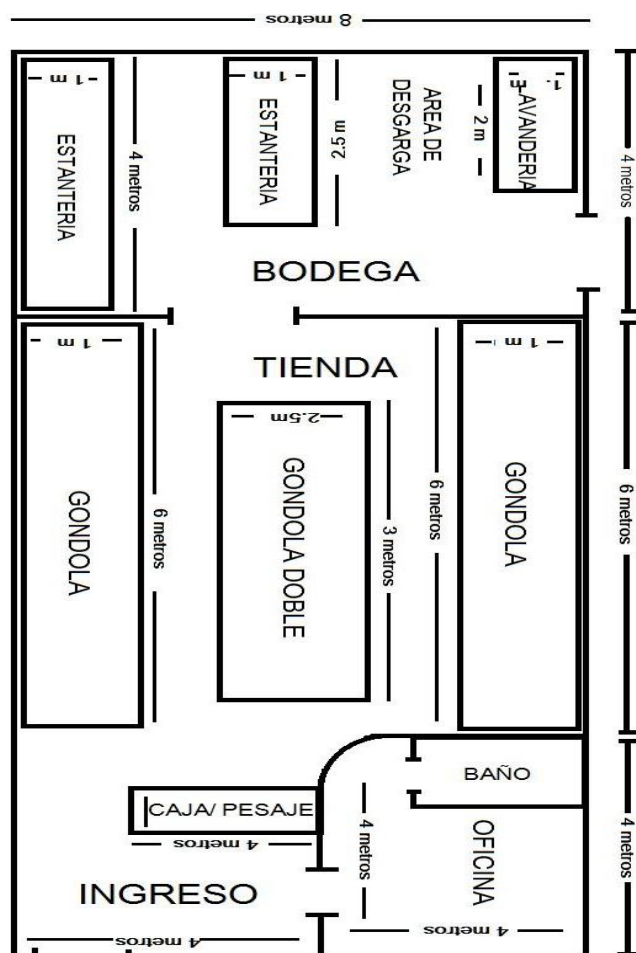 8 metros
1 m
1 m
ESTANTERIA
4 metros
ESTANTERIA
2.5 m
AREA DE
DESGARGA
2 m
LAVANDERIA
4 metros
BODEGA
TIENDA
1 m
1 m
2.5m
GONDOLA
6 metros
GONDOLA DOBLE
3 metros
6 metros
GONDOLA
6 metros
BAÑO
CAJA/ PESAJE
4 metros
4 metros
OFICINA
4 metros
INGRESO
4 metros
4 metros